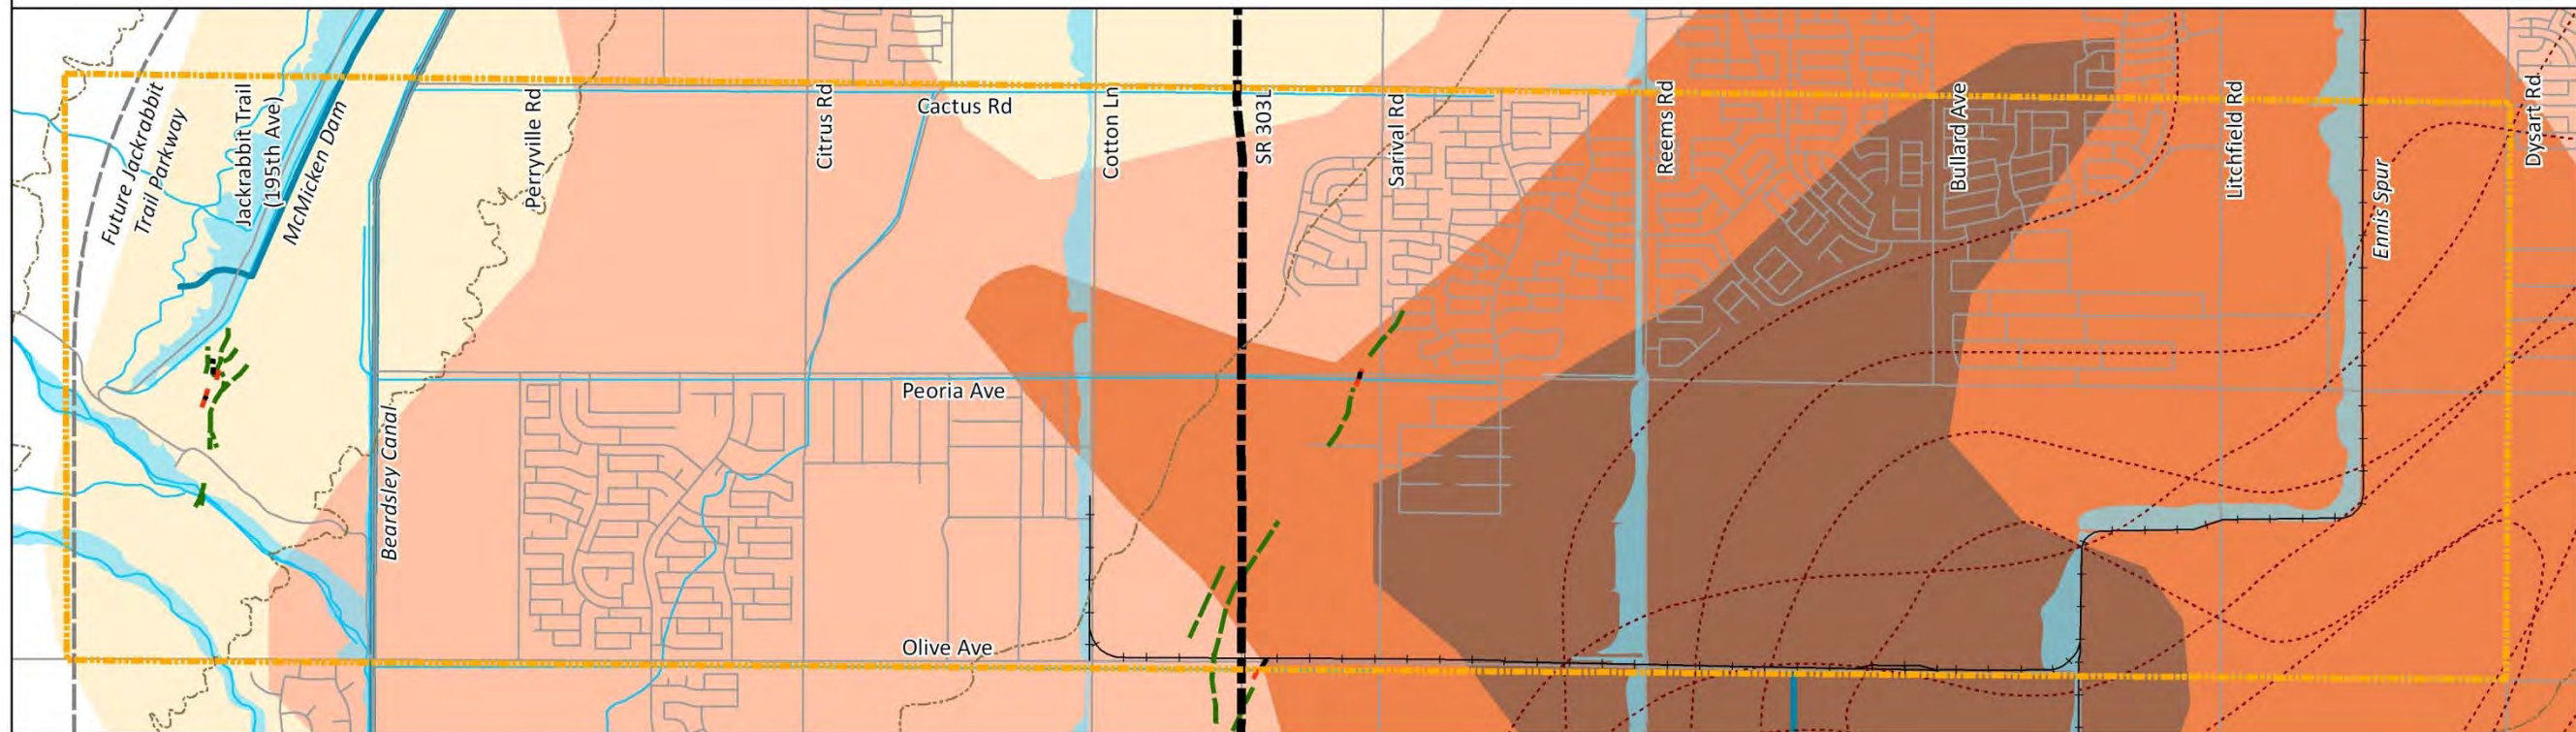 Future Jackrabbit
Trail Parkway
Jackrabbit Trail
(195th Ave)
McMicken Dam
Perryville Rd
Citrus Rd
Cactus Rd
Cotton Ln
SR 303L
Sarival Rd
Reems Rd
Bullard Ave
Litchfield Rd
Ennis Spur
Dysart Rd
Beardsley Canal
Peoria Ave
Olive Ave